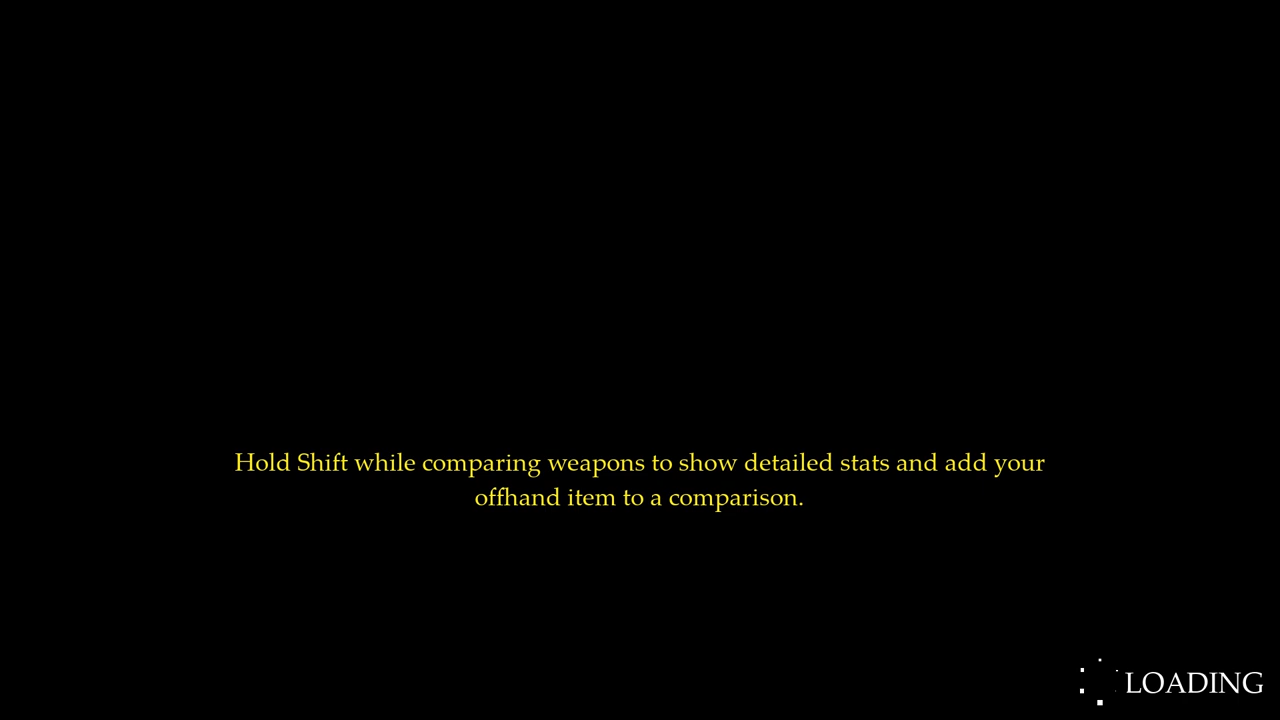 Hold Shift while comparing weapons to show detailed stats and add your
offhand item to a comparison.
LOADING